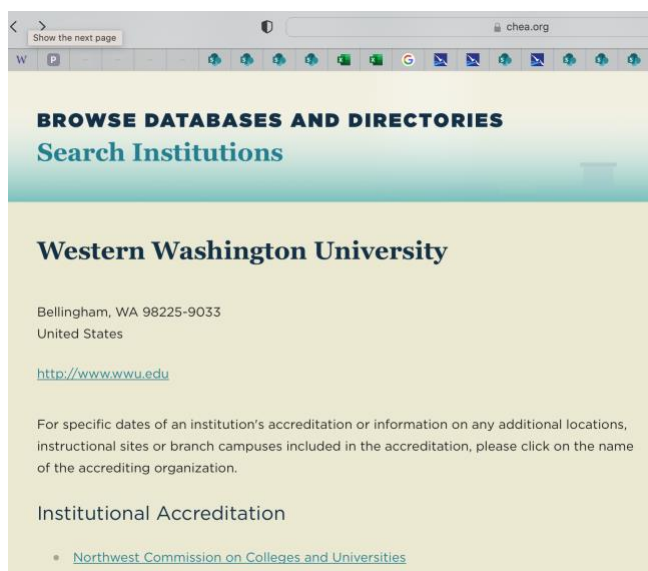 Show the next page
chea.org
W P G
BROWSE DATABASES AND DIRECTORIES
Search Institutions
Western Washington University
Bellingham, WA 98225-9033
United States
http://www.wwu.edu
For specific dates of an institution's accreditation or information on any additional locations,
instructional sites or branch campuses included in the accreditation, please click on the name
of the accrediting organization.
Institutional Accreditation
Northwest Commission on Colleges and Universities